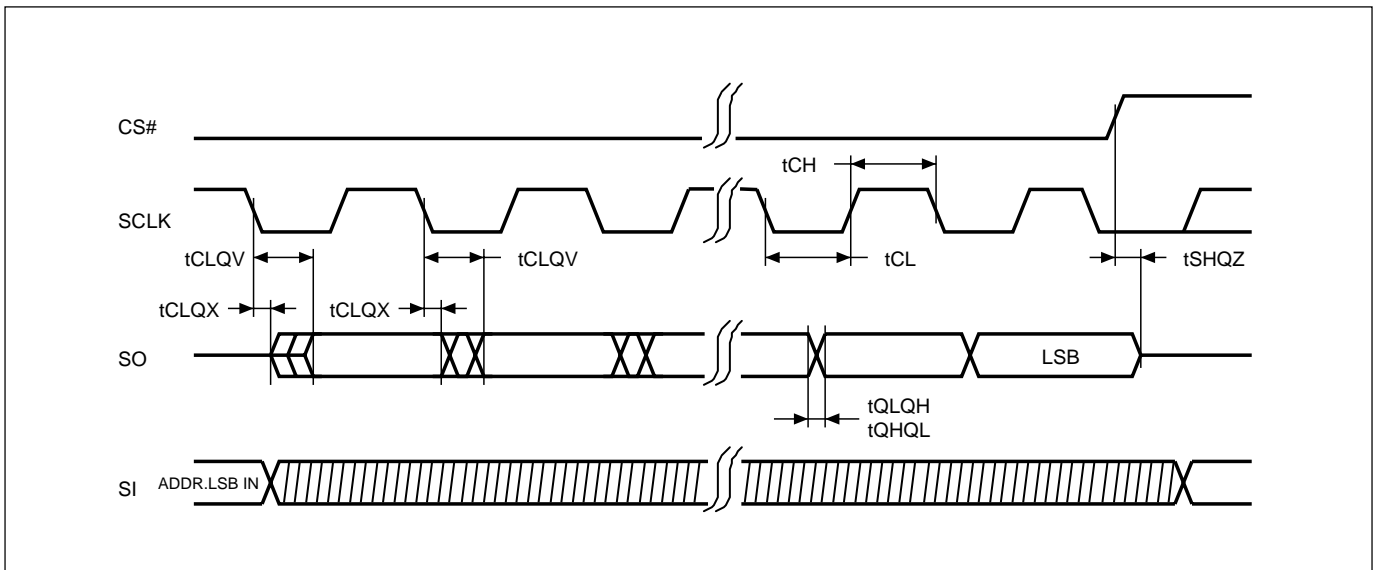 CS#
tCH
SCLK
tCLQV
tCLQV
tCL
tSHQZ
tCLQX
tCLQX
SO
LSB
tQLQH
tQHQL
SI
ADDR.LSB IN